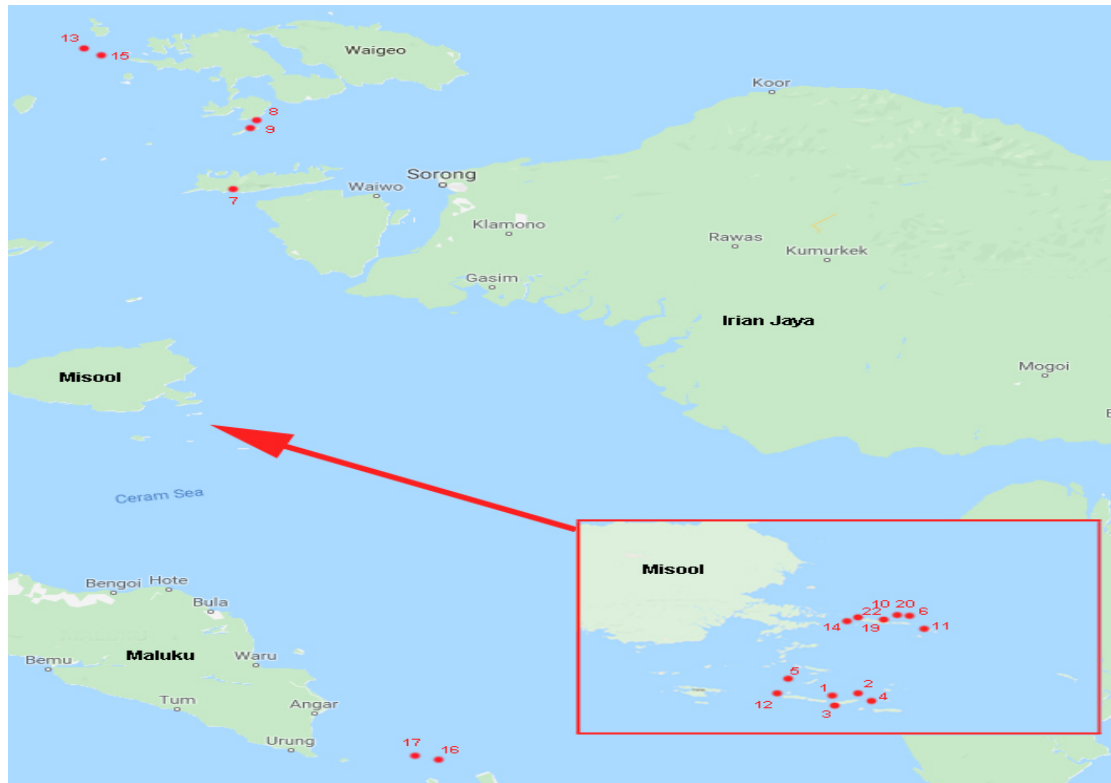 13
15
Waigeo
Koor
8
9
Sorong
Waiwo
7
Klamono
Rawas
Kumurkek
Gasim
Irian Jaya
Misool
Mogoi
Ceram Sea
Bengoi
Hote
Bula
Maluku
Waru
Bemu
Tum
Angar
Urung
17
16
Misool
10
20
22
6
14
19
11
5
1
2
12
4
3